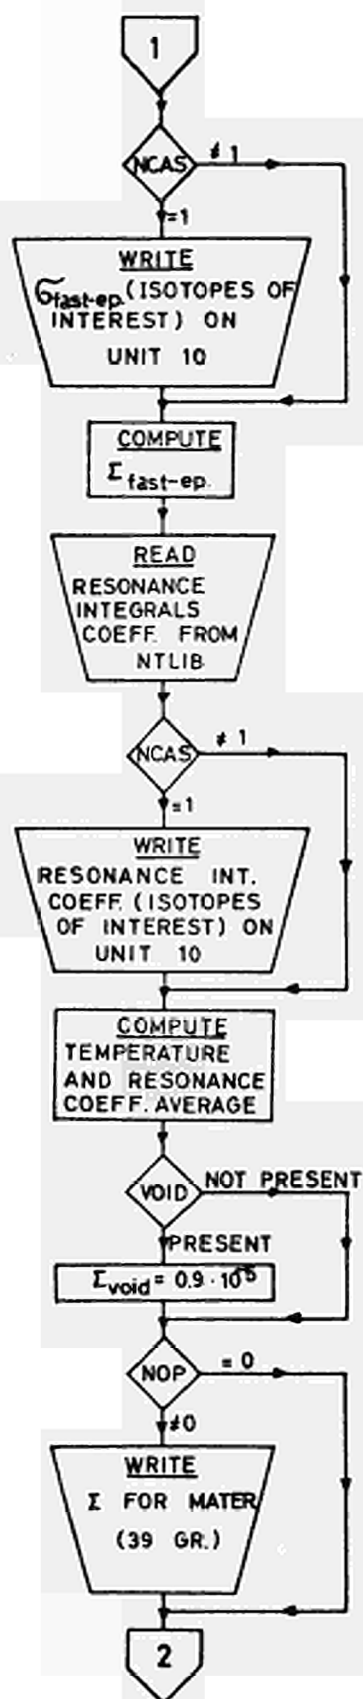 1
NCAS
≠ 1
=1
WRITE
σfast-ep. (ISOTOPES OF
INTEREST) ON
UNIT 10
COMPUTE
Σ fast-ep.
READ
RESONANCE
INTEGRALS
COEFF. FROM
NTLIB
NCAS
≠ 1
=1
WRITE
RESONANCE INT.
COEFF. (ISOTOPES
OF INTEREST) ON
UNIT 10
COMPUTE
TEMPERATURE
AND RESONANCE
COEFF. AVERAGE
VOID
NOT PRESENT
PRESENT
Σvoid = 0.9 · 10⁻⁵
NOP
= 0
≠0
WRITE
Σ FOR MATER
(39 GR.)
2